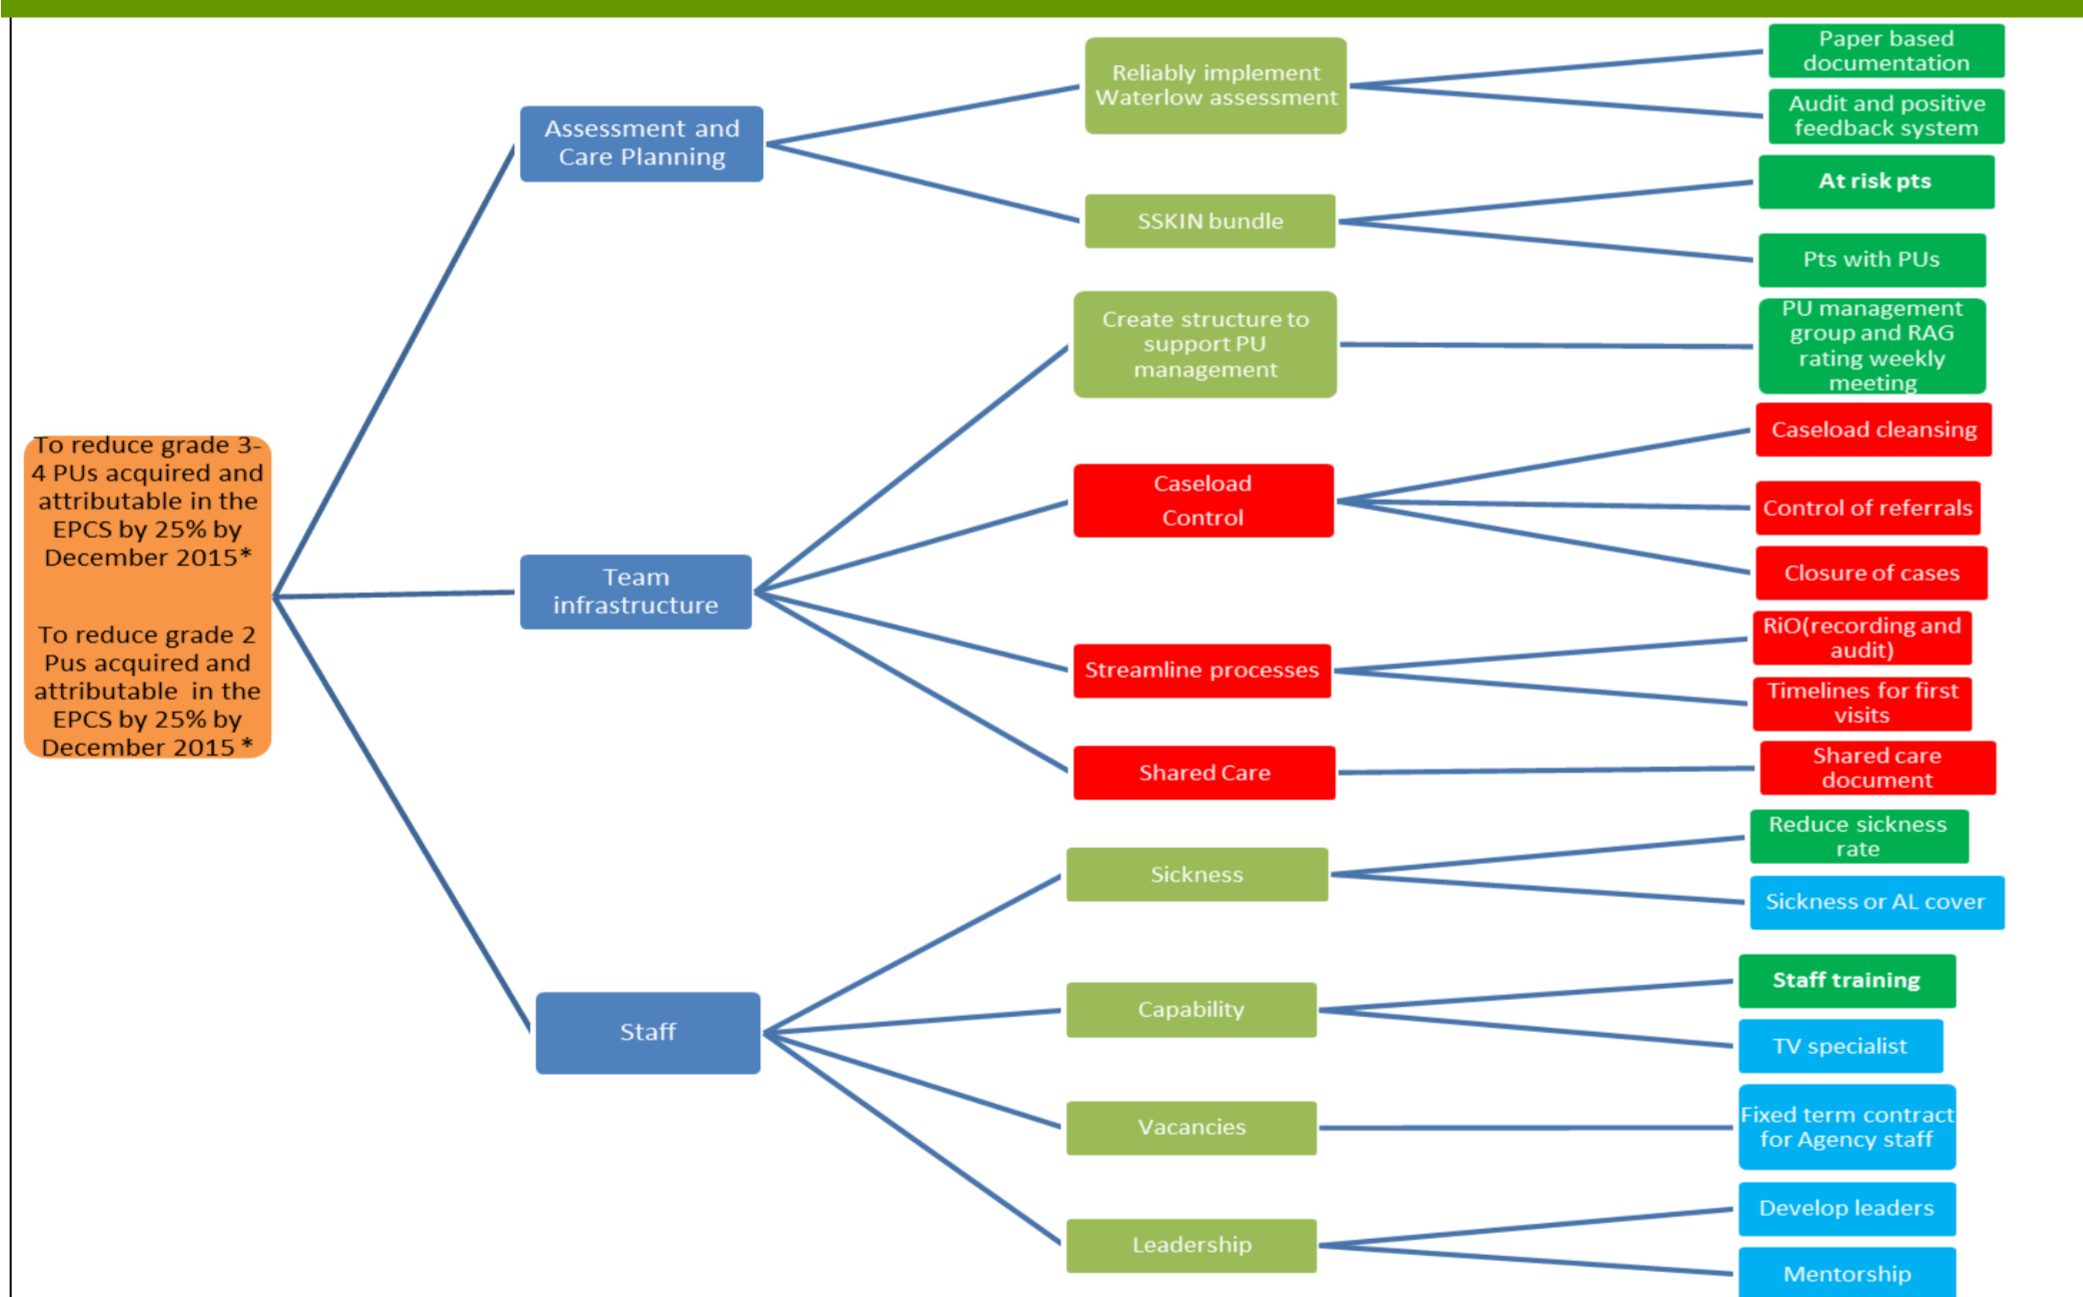 To reduce grade 3-
4 PUs acquired and
attributable in the
EPCS by 25% by
December 2015*
To reduce grade 2
Pus acquired and
attributable in the
EPCS by 25% by
December 2015 *
Assessment and
Care Planning
Team
infrastructure
Staff
Reliably implement
Waterlow assessment
SSKIN bundle
Create structure to
support PU
management
Caseload
Control
Streamline processes
Shared Care
Sickness
Capability
Vacancies
Leadership
Paper based
documentation
Audit and positive
feedback system
At risk pts
Pts with PUs
PU management
group and RAG
rating weekly
meeting
Caseload cleansing
Control of referrals
Closure of cases
RiO(recording and
audit)
Timelines for first
visits
Shared care
document
Reduce sickness
rate
Sickness or AL cover
Staff training
TV specialist
Fixed term contract
for Agency staff
Develop leaders
Mentorship